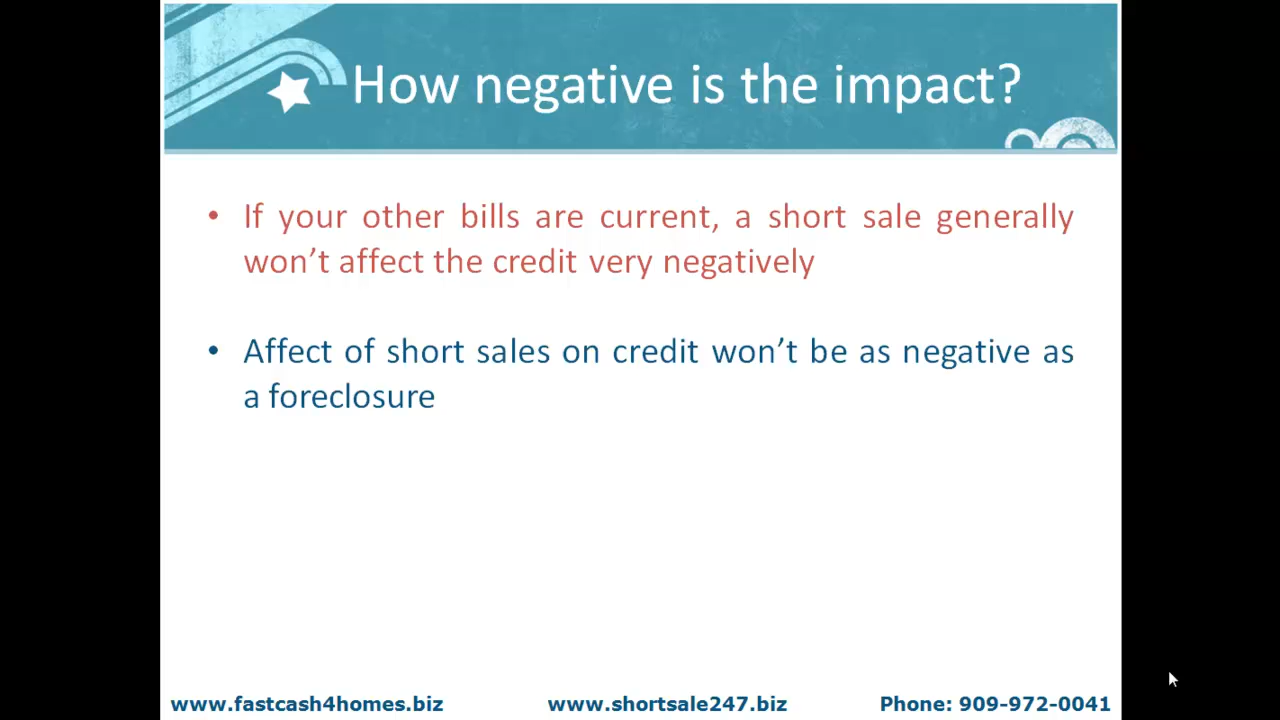 How negative is the impact?
• If your other bills are current, a short sale generally
won’t affect the credit very negatively
• Affect of short sales on credit won’t be as negative as
a foreclosure
www.fastcash4homes.biz www.shortsale247.biz Phone: 909-972-0041